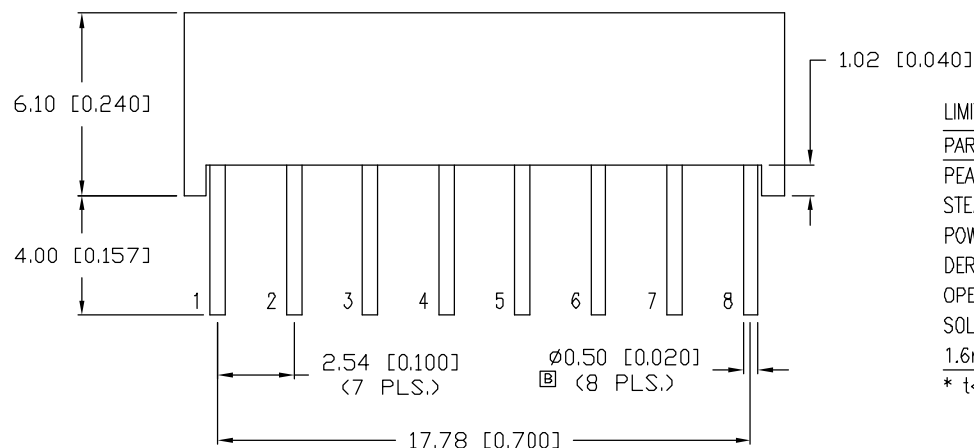 6.10 [0.240]
1.02 [0.040]
4.00 [0.157]
1 2 3 4 5 6 7 8
2.54 [0.100]
(7 PLS.)
ø0.50 [0.020]
B (8 PLS.)
17.78 [0.700]
LIMI
PAR
PEA
STE
POW
DER
OPE
SOL
1.6
* t<